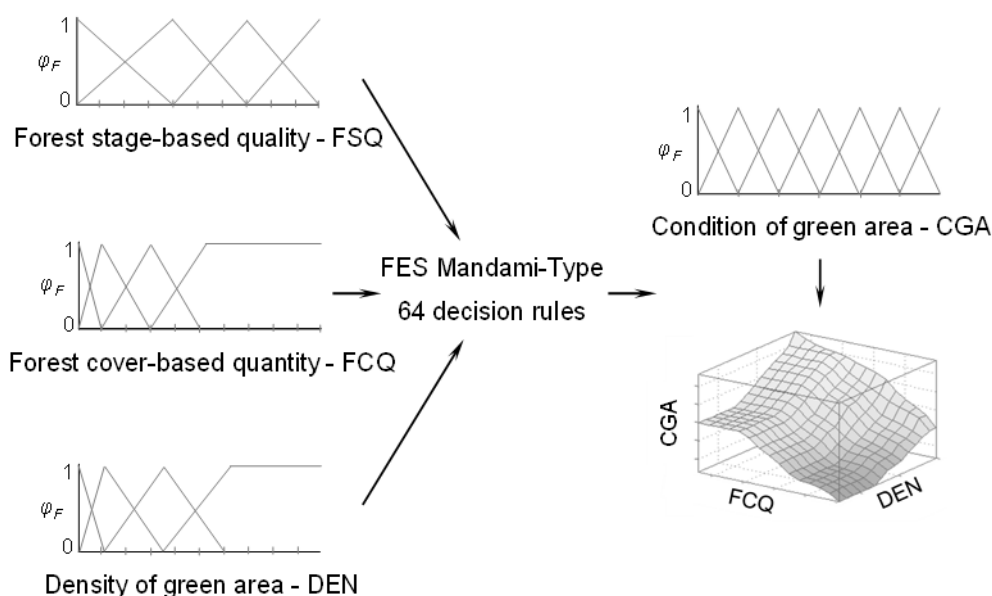 1
φF
0
Forest stage-based quality - FSQ
1
φF
0
Forest cover-based quantity - FCQ
1
φF
0
Density of green area - DEN
FES Mandami-Type
64 decision rules
1
φF
0
Condition of green area - CGA
CGA
FCQ
DEN